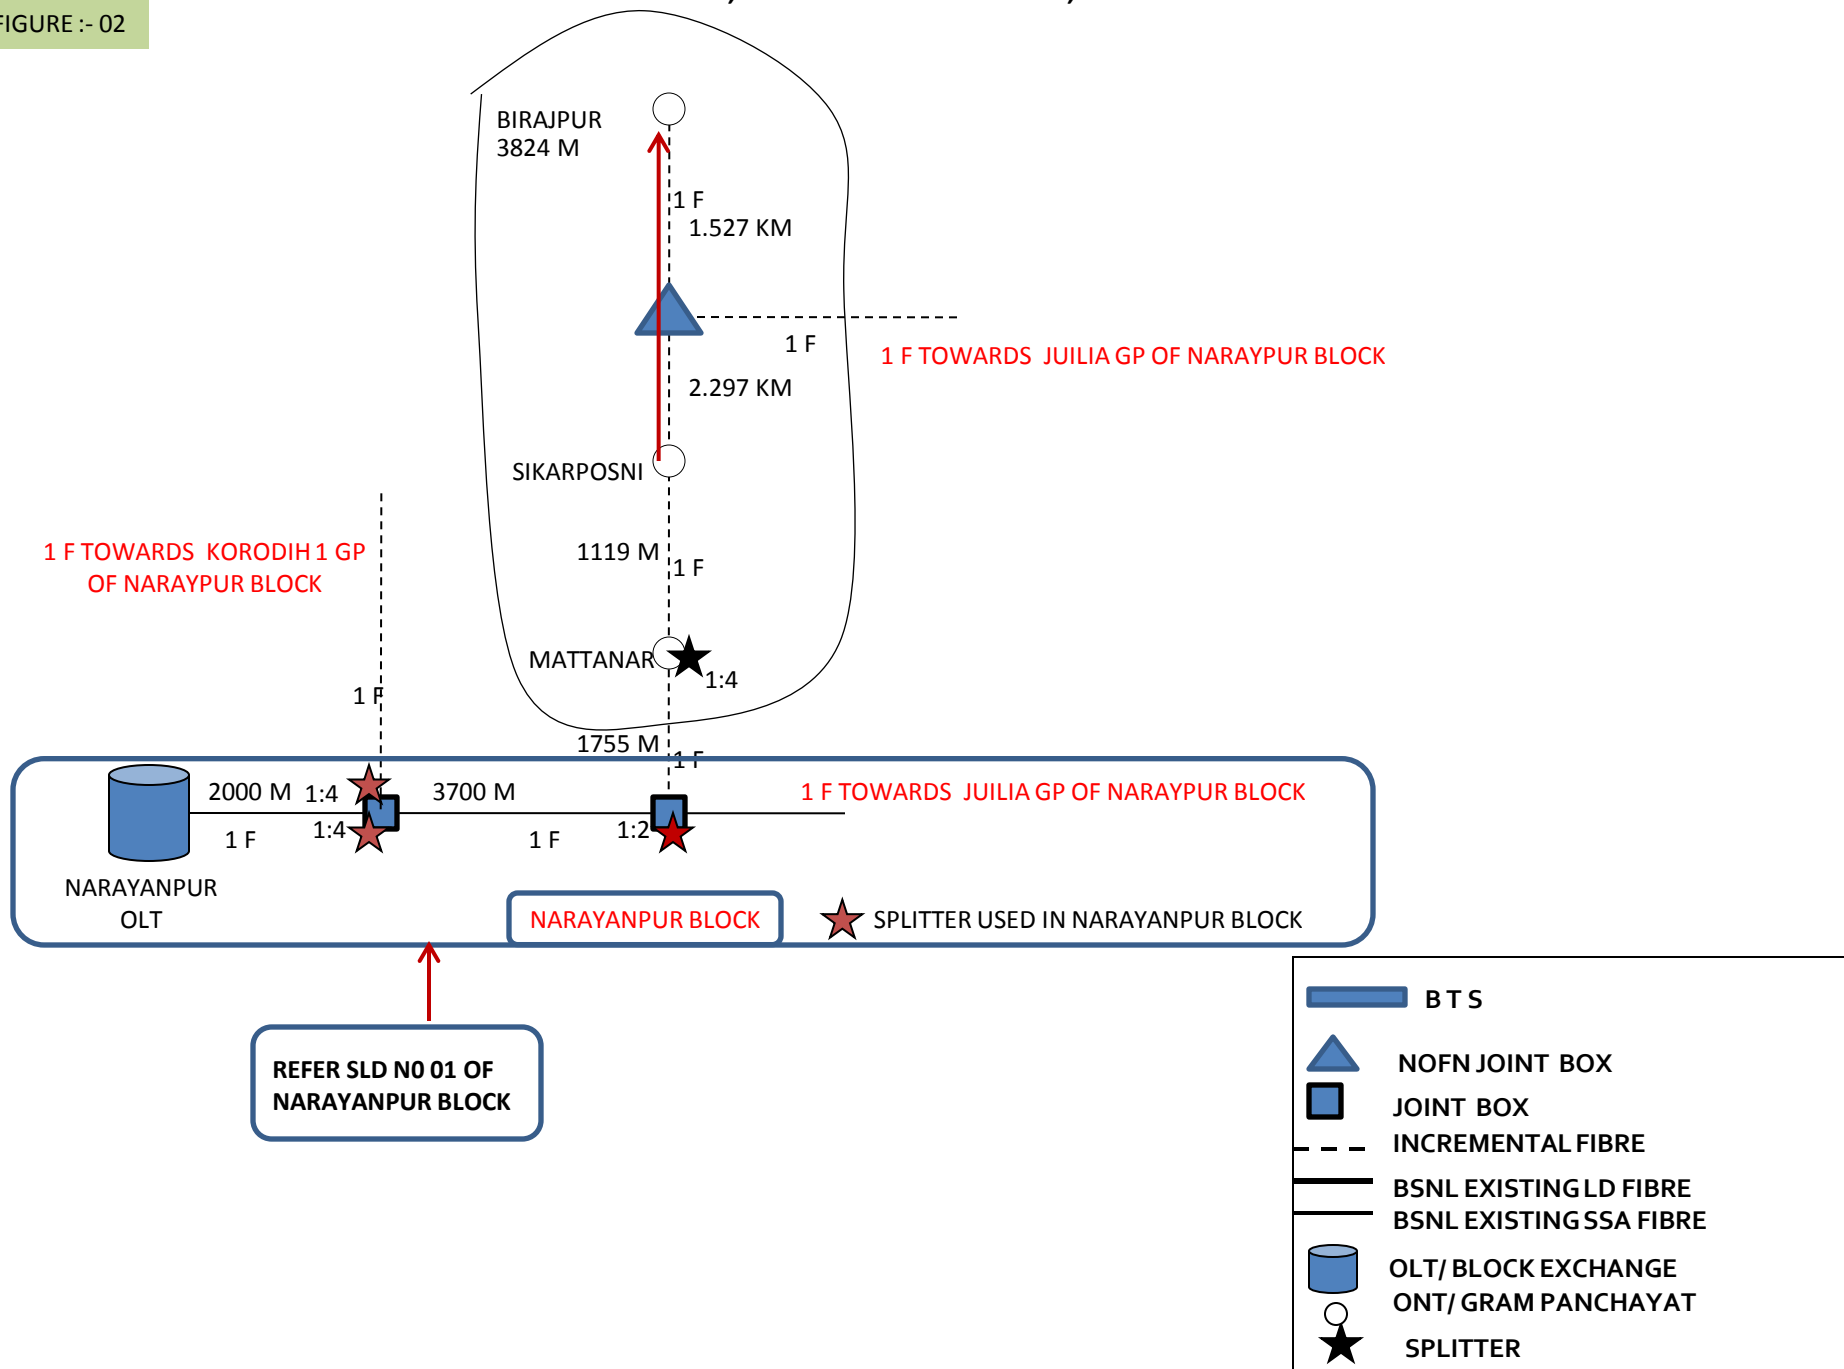 FIGURE :- 02
BIRAJPUR
3824 M
1 F
1.527 KM
1 F
1 F TOWARDS JUILIA GP OF NARAYPUR BLOCK
2.297 KM
SIKARPOSNI
1 F TOWARDS KORODIH 1 GP
OF NARAYPUR BLOCK
1119 M
1 F
MATTANAR
1:4
1 F
1755 M
1 F
2000 M
1:4
3700 M
1 F TOWARDS JUILIA GP OF NARAYPUR BLOCK
1 F
1:4
1 F
1:2
NARAYANPUR
OLT
NARAYANPUR BLOCK
SPLITTER USED IN NARAYANPUR BLOCK
REFER SLD N0 01 OF
NARAYANPUR BLOCK
B T S
NOFN JOINT BOX
JOINT BOX
INCREMENTAL FIBRE
BSNL EXISTING LD FIBRE
BSNL EXISTING SSA FIBRE
OLT/ BLOCK EXCHANGE
ONT/ GRAM PANCHAYAT
SPLITTER